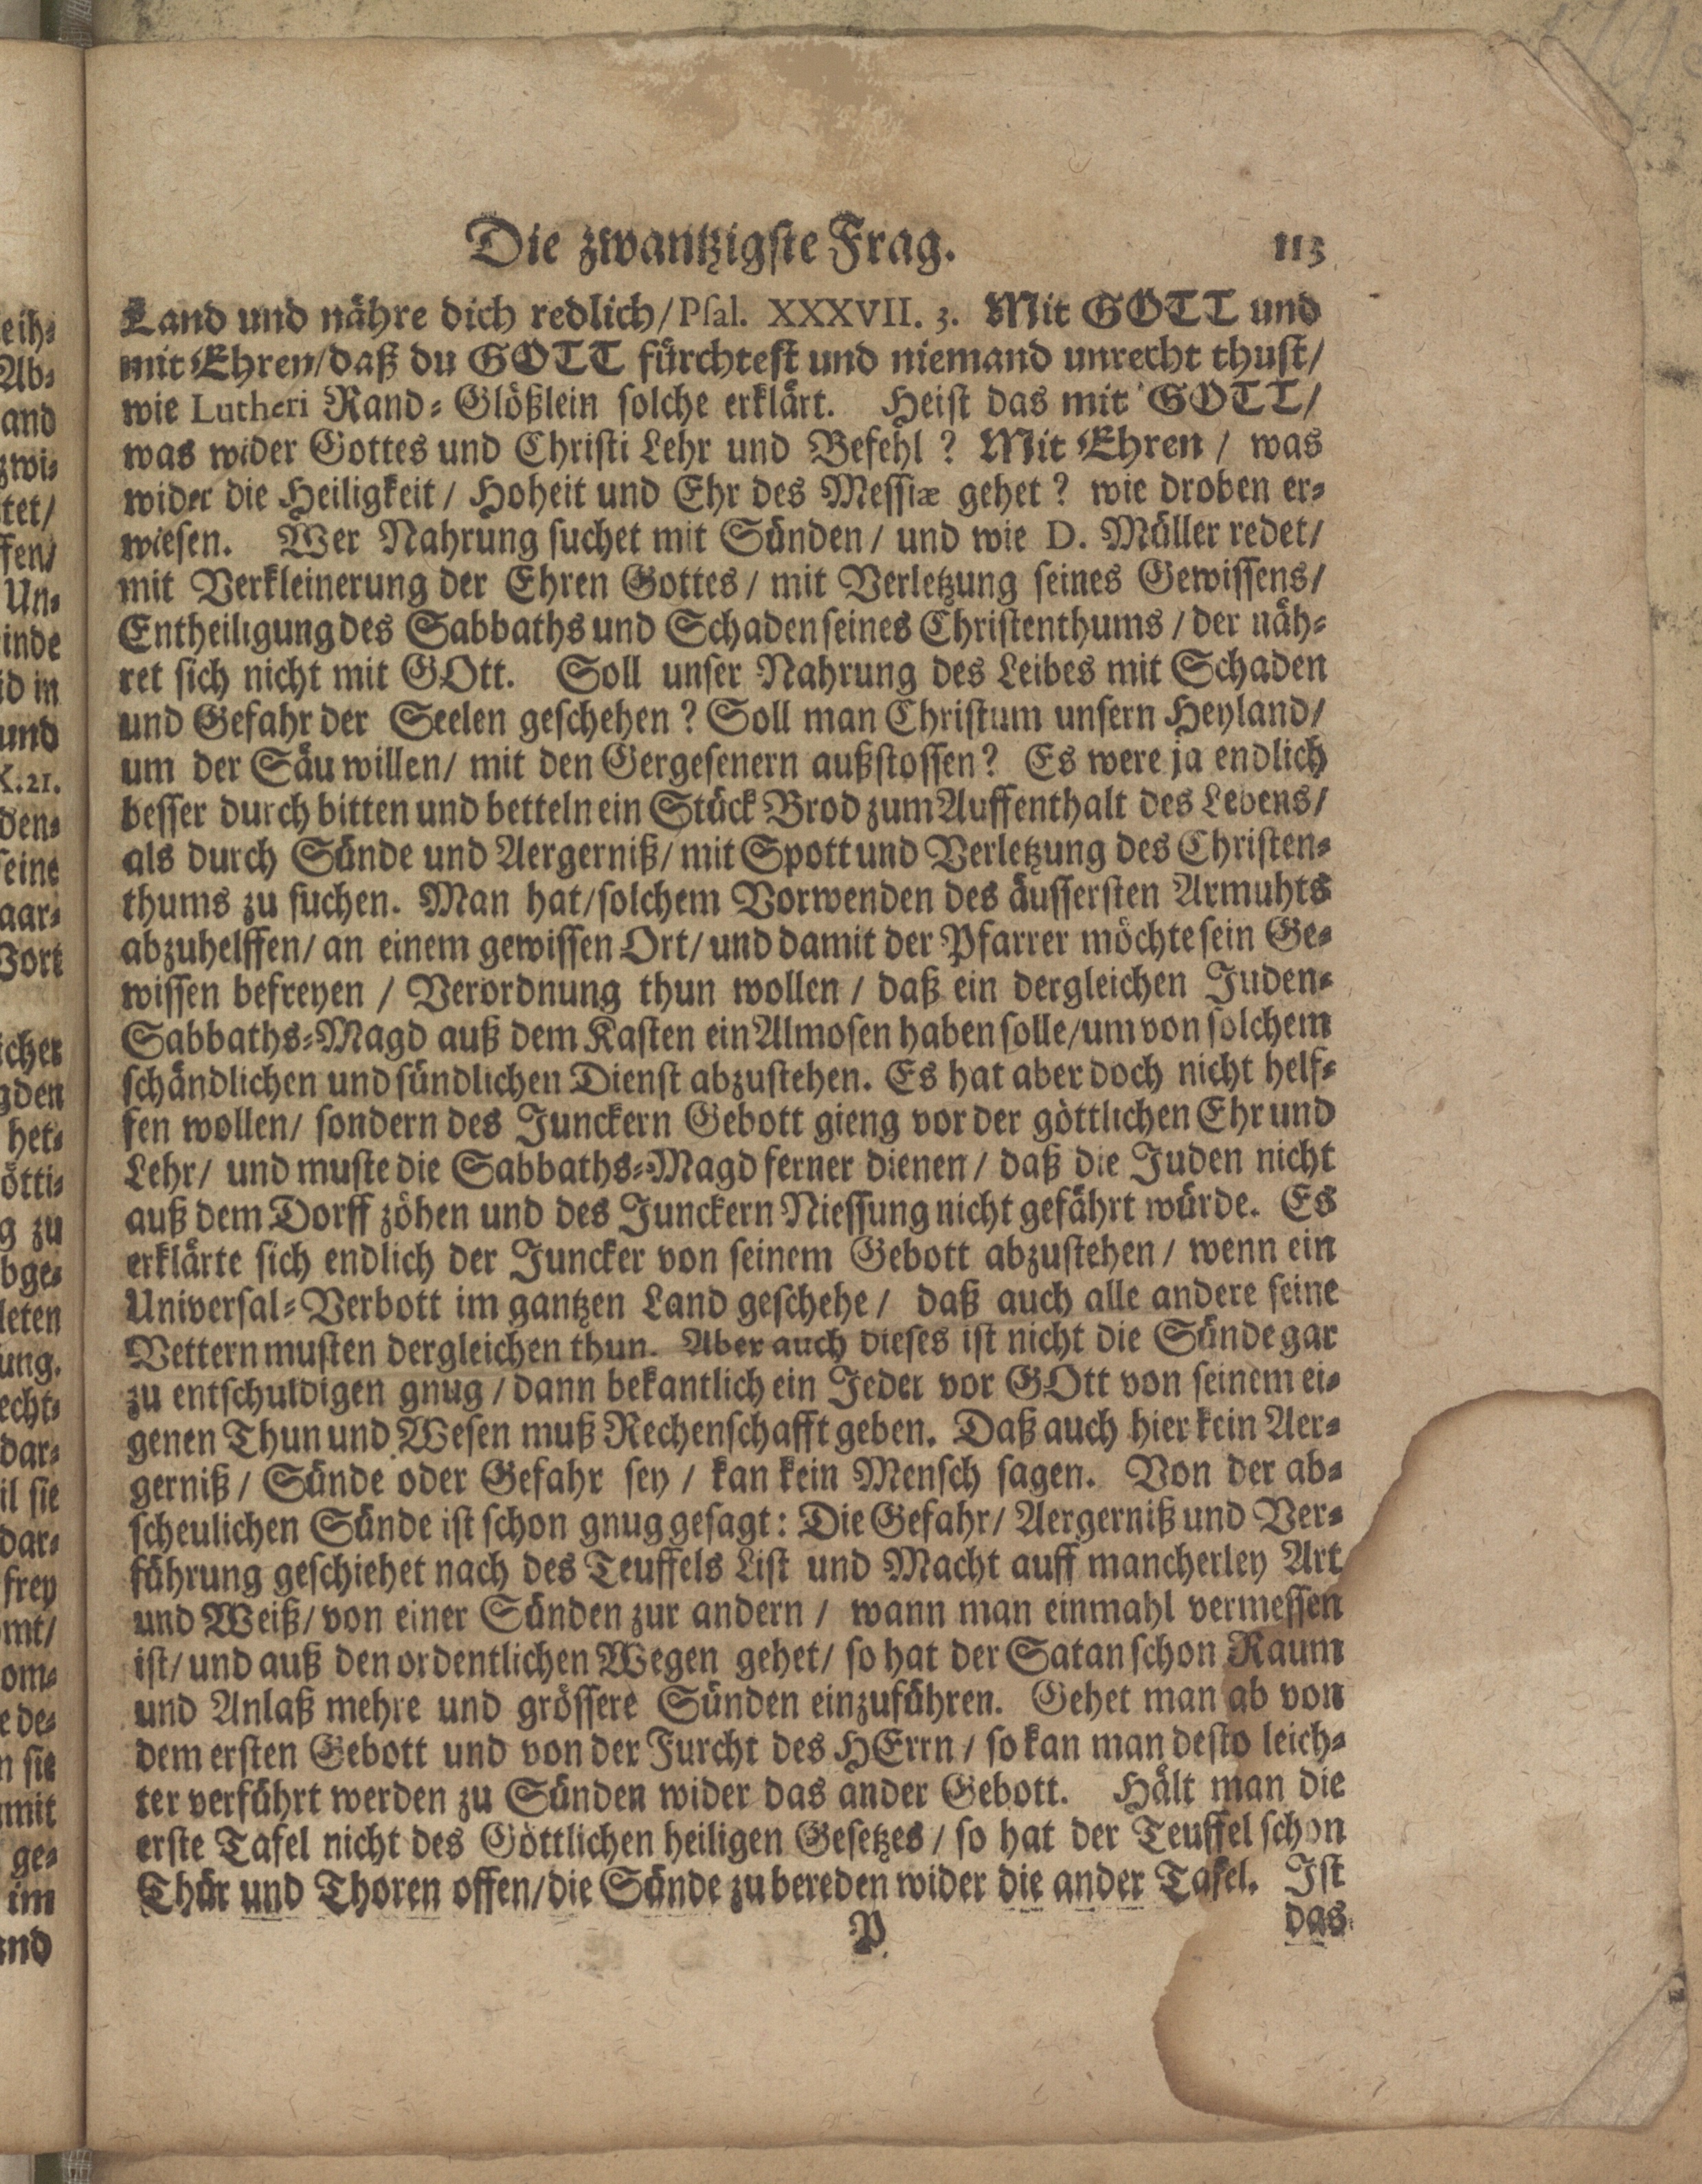 Die zwantzigste Frag. 113
Land und nähre dich redlich/ Psal. XXXVII. 3. Mit GOTT und
mit Ehren/ daß du GOTT fürchtest und niemand unrecht thust/
wie Lutheri Rand-Glößlein solche erklärt. Heist das mit GOTT/
was wider Gottes und Christi Lehr und Befehl? Mit Ehren / was
wider die Heiligkeit / Hoheit und Ehr des Messiæ gehet? wie droben er-
wiesen. Wer Nahrung suchet mit Sünden / und wie D. Müller redet/
mit Verkleinerung der Ehren Gottes / mit Verletzung seines Gewissens/
Entheiligung des Sabbaths und Schaden seines Christenthums / der näh-
ret sich nicht mit GOtt. Soll unser Nahrung des Leibes mit Schaden
und Gefahr der Seelen geschehen? Soll man Christum unsern Heyland/
um der Säu willen/ mit den Gergesenern außstossen? Es were ja endlich
besser durch bitten und betteln ein Stück Brod zum Auffenthalt des Lebens/
als durch Sünde und Aergerniß/ mit Spott und Verletzung des Christen-
thums zu suchen. Man hat/ solchem Vorwenden des äussersten Armuhts
abzuhelffen/ an einem gewissen Ort/ und damit der Pfarrer möchte sein Ge-
wissen befreyen / Verordnung thun wollen / daß ein dergleichen Juden-
Sabbaths-Magd auß dem Kasten ein Almosen haben solle/ um von solchem
schändlichen und sündlichen Dienst abzustehen. Es hat aber doch nicht helf-
fen wollen/ sondern des Junckern Gebott gieng vor der göttlichen Ehr und
Lehr/ und muste die Sabbaths-Magd ferner dienen / daß die Juden nicht
auß dem Dorff zöhen und des Junckern Niessung nicht gefährt würde. Es
erklärte sich endlich der Juncker von seinem Gebott abzustehen / wenn ein
Universal-Verbott im gantzen Land geschehe / daß auch alle andere seine
Vettern musten dergleichen thun. Aber auch dieses ist nicht die Sünde gar
zu entschuldigen gnug / dann bekantlich ein Jeder vor GOtt von seinem ei-
genen Thun und Wesen muß Rechenschafft geben. Daß auch hier kein Aer-
gerniß / Sünde oder Gefahr sey / kan kein Mensch sagen. Von der ab-
scheulichen Sünde ist schon gnug gesagt: Die Gefahr/ Aergerniß und Ver-
führung geschiehet nach des Teuffels List und Macht auff mancherley Art
und Weiß/ von einer Sünden zur andern / wann man einmahl vermessen
ist/ und auß den ordentlichen Wegen gehet/ so hat der Satan schon Raum
und Anlaß mehre und grössere Sünden einzuführen. Gehet man ab von
dem ersten Gebott und von der Furcht des HErrn / so kan man desto leich-
ter verführt werden zu Sünden wider das ander Gebott. Hält man die
erste Tafel nicht des Göttlichen heiligen Gesetzes / so hat der Teuffel schon
Thür und Thoren offen/ die Sünde zu bereden wider die ander Tafel. Ist
P das